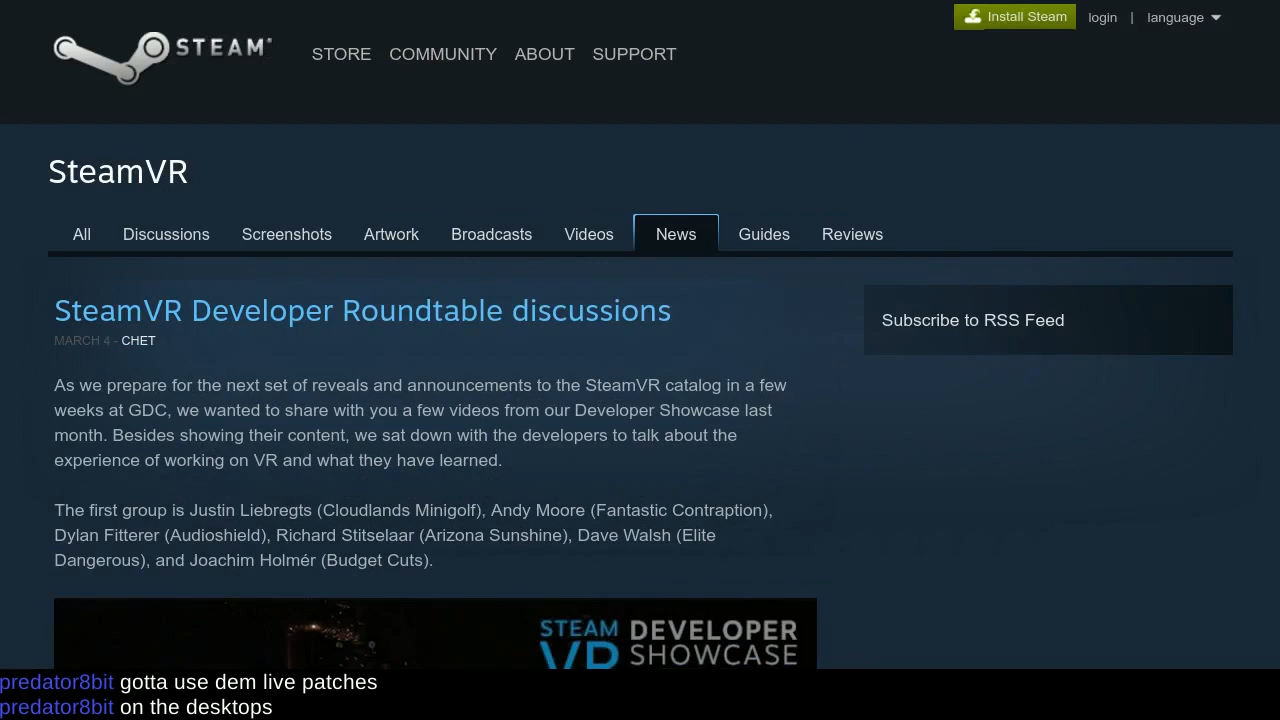 Install Steam
login | language
STEAM®
STORE COMMUNITY ABOUT SUPPORT
SteamVR
All Discussions Screenshots Artwork Broadcasts Videos News Guides Reviews
SteamVR Developer Roundtable discussions
MARCH 4 - CHET
Subscribe to RSS Feed
As we prepare for the next set of reveals and announcements to the SteamVR catalog in a few
weeks at GDC, we wanted to share with you a few videos from our Developer Showcase last
month. Besides showing their content, we sat down with the developers to talk about the
experience of working on VR and what they have learned.
The first group is Justin Liebregts (Cloudlands Minigolf), Andy Moore (Fantastic Contraption),
Dylan Fitterer (Audioshield), Richard Stitselaar (Arizona Sunshine), Dave Walsh (Elite
Dangerous), and Joachim Holmér (Budget Cuts).
STEAM VR
DEVELOPER
SHOWCASE
predator8bit gotta use dem live patches
predator8bit on the desktops